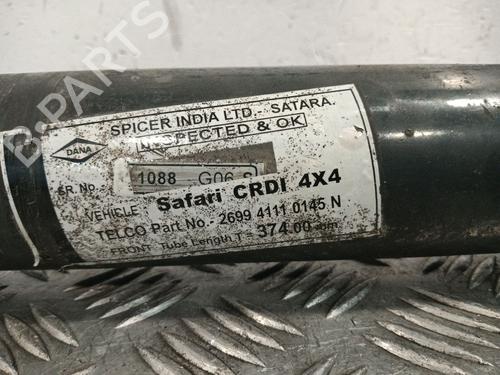 SPICER INDIA LTD. - SATARA.
DANA
INSPECTED & OK
SR. No. 1088 G06 S
VEHICLE Safari CRDI 4X4
TELCO Part No. 2699 4111 0145 N
FRONT Tube Length T = 374.00 mm
B-PARTS